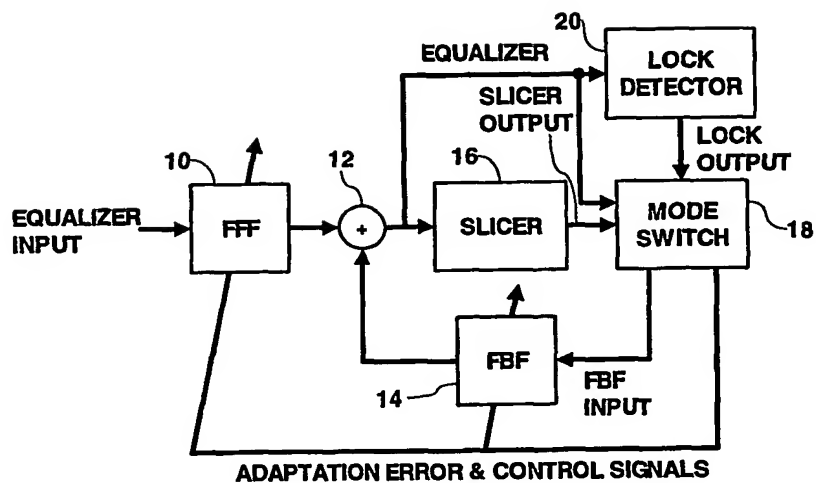 20
EQUALIZER
LOCK
DETECTOR
SLICER
OUTPUT
LOCK
OUTPUT
10
12
16
EQUALIZER
INPUT
FFF
+
SLICER
MODE
SWITCH
18
FBF
14
FBF
INPUT
ADAPTATION ERROR & CONTROL SIGNALS